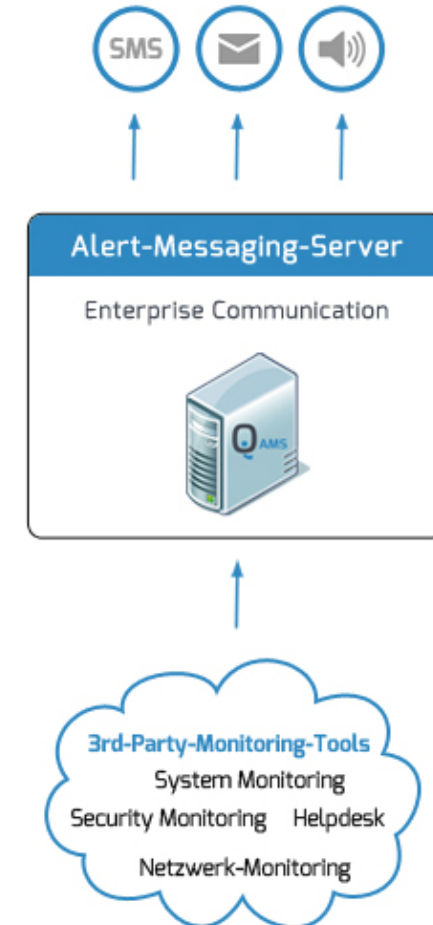 SMS
Alert-Messaging-Server
Enterprise Communication
Q AMS
3rd-Party-Monitoring-Tools
System Monitoring
Security Monitoring Helpdesk
Netzwerk-Monitoring